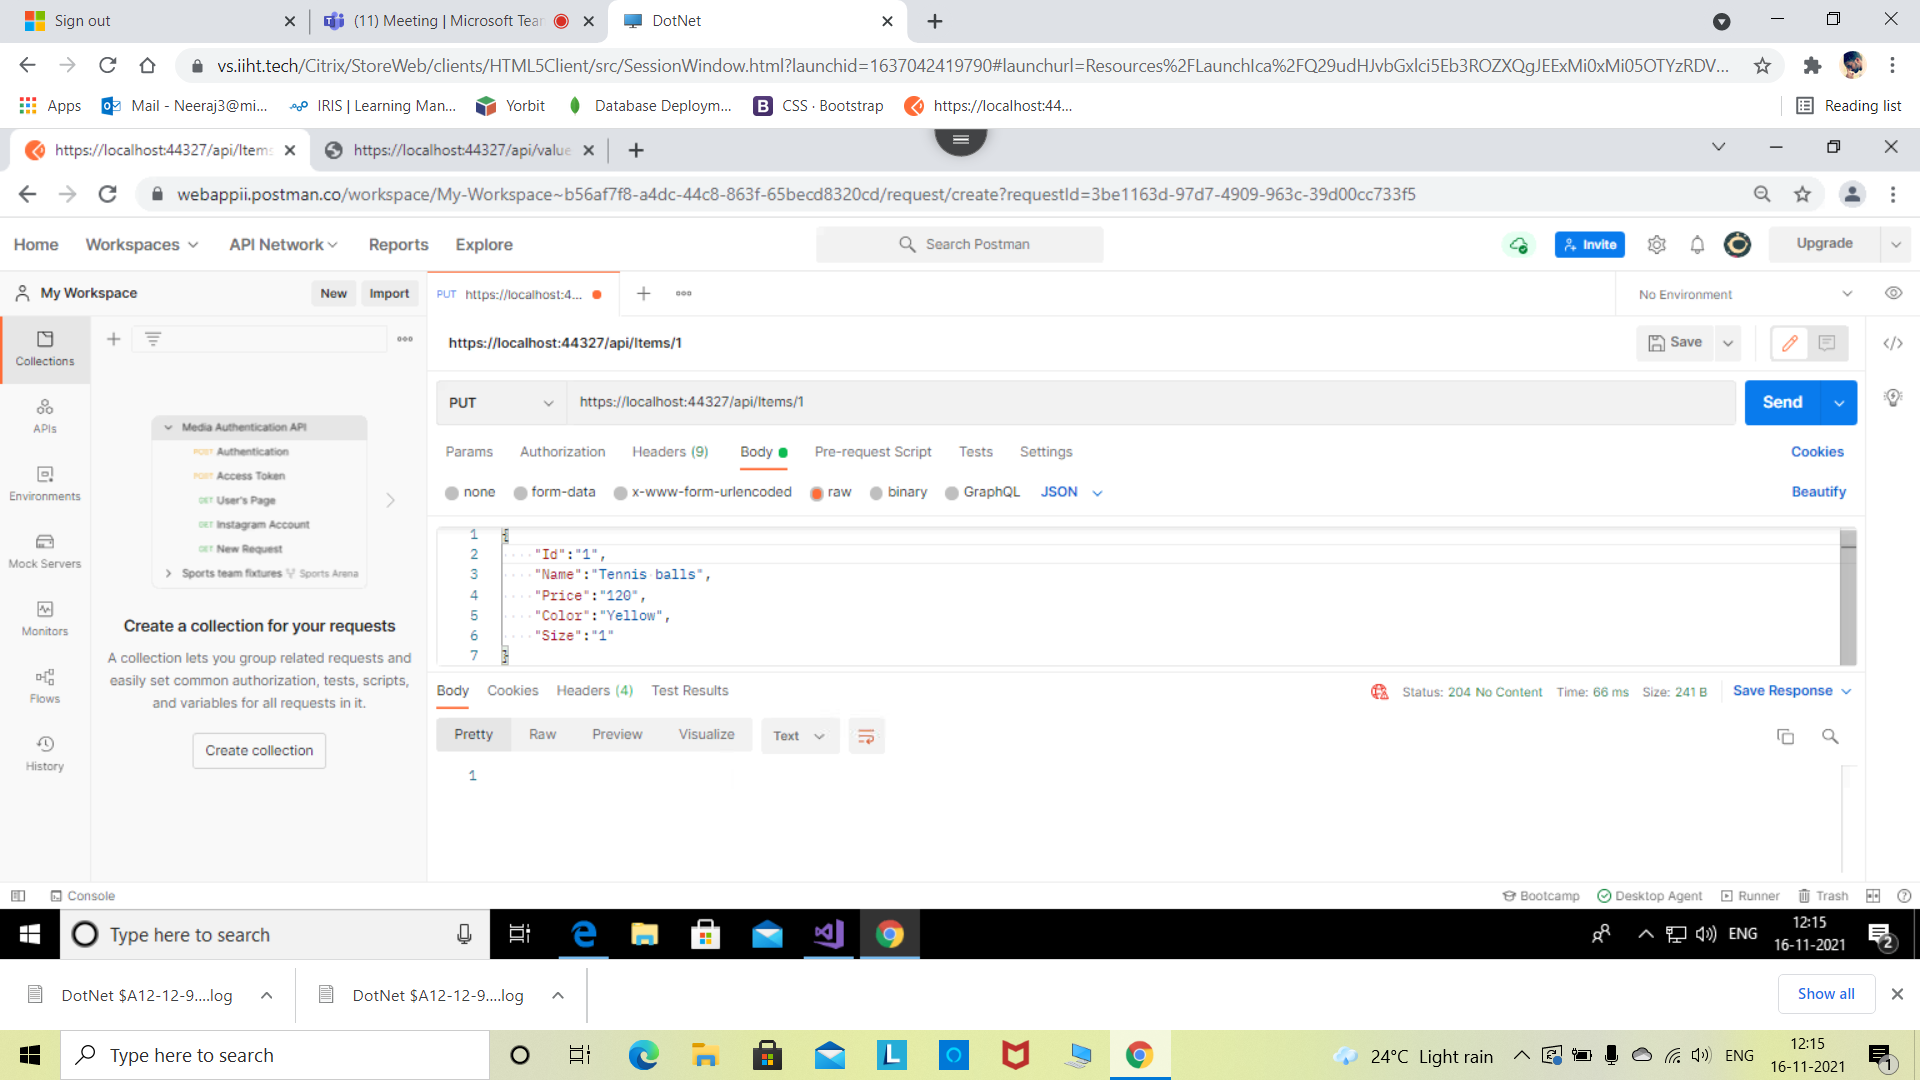 Sign out
(11) Meeting | Microsoft Tear
DotNet
vs.iiht.tech/Citrix/StoreWeb/clients/HTML5Client/src/SessionWindow.html?launchid=1637042419790#launchurl=Resources%2FLaunchIca%2FQ29udHJvbGxlci5Eb3ROZXQgJEExMi0xMi05OTYzRDV...
Apps
Mail - Neeraj3@mi...
IRIS | Learning Man...
Yorbit
Database Deploym...
B CSS · Bootstrap
https://localhost:44...
Reading list
https://localhost:44327/api/Items
https://localhost:44327/api/value
webappii.postman.co/workspace/My-Workspace~b56af7f8-a4dc-44c8-863f-65becd8320cd/request/create?requestId=3be1163d-97d7-4909-963c-39d00cc733f5
Home Workspaces API Network Reports Explore
Search Postman
Invite
Upgrade
My Workspace
New Import
PUT https://localhost:4...
No Environment
Collections
https://localhost:44327/api/Items/1
Save
PUT
https://localhost:44327/api/Items/1
Send
APIs
Media Authentication API
POST Authentication
POST Access Token
GET User's Page
GET Instagram Account
GET New Request
Sports team fixtures Sports Arena
Params Authorization Headers (9) Body Pre-request Script Tests Settings
Cookies
none form-data x-www-form-urlencoded raw binary GraphQL JSON
Beautify
Environments
Mock Servers
Monitors
Flows
History
1 {
2 "Id":"1",
3 "Name":"Tennis balls",
4 "Price":"120",
5 "Color":"Yellow",
6 "Size":"1"
7 }
Create a collection for your requests
A collection lets you group related requests and
easily set common authorization, tests, scripts,
and variables for all requests in it.
Create collection
Body Cookies Headers (4) Test Results
Status: 204 No Content Time: 66 ms Size: 241 B
Save Response
Pretty Raw Preview Visualize Text
1
Console
Bootcamp Desktop Agent Runner Trash
Type here to search
ENG
12:15
16-11-2021
2
DotNet $A12-12-9....log
DotNet $A12-12-9....log
Show all
Type here to search
L
24°C Light rain
ENG
12:15
16-11-2021
1